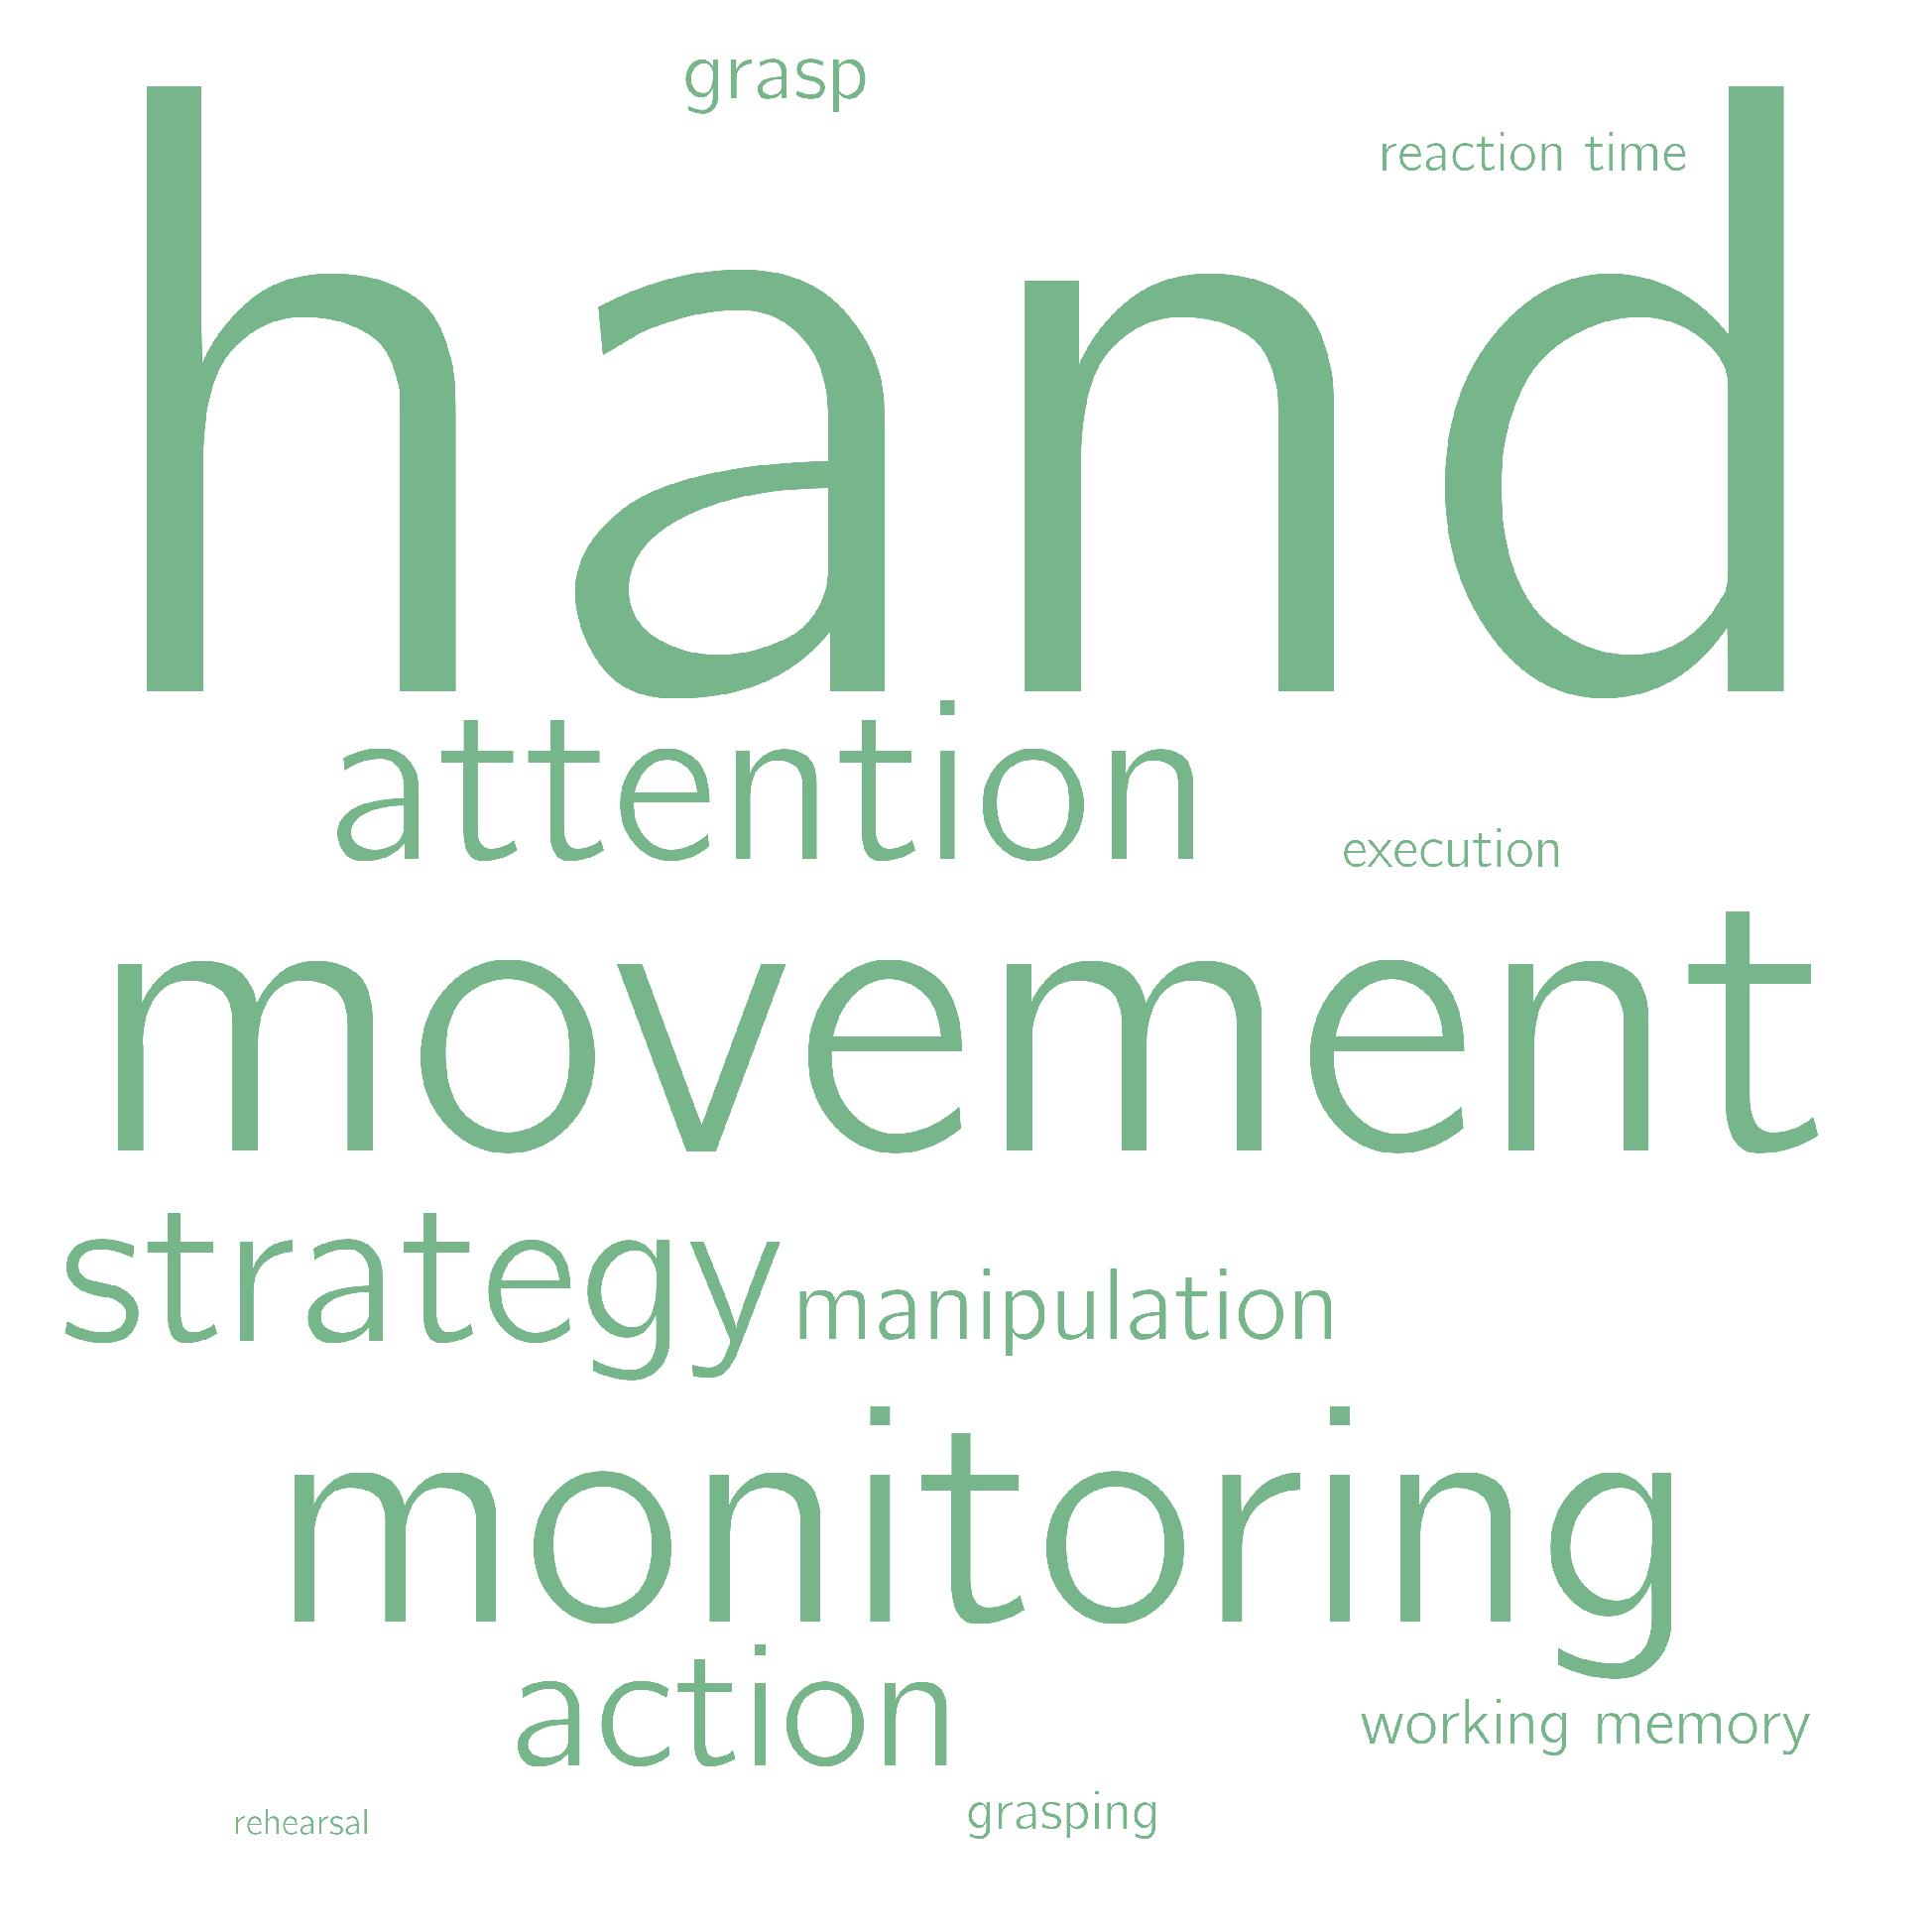 grasp
reaction time
hand
attention
execution
movement
strategy
manipulation
monitoring
action
working memory
grasping
rehearsal